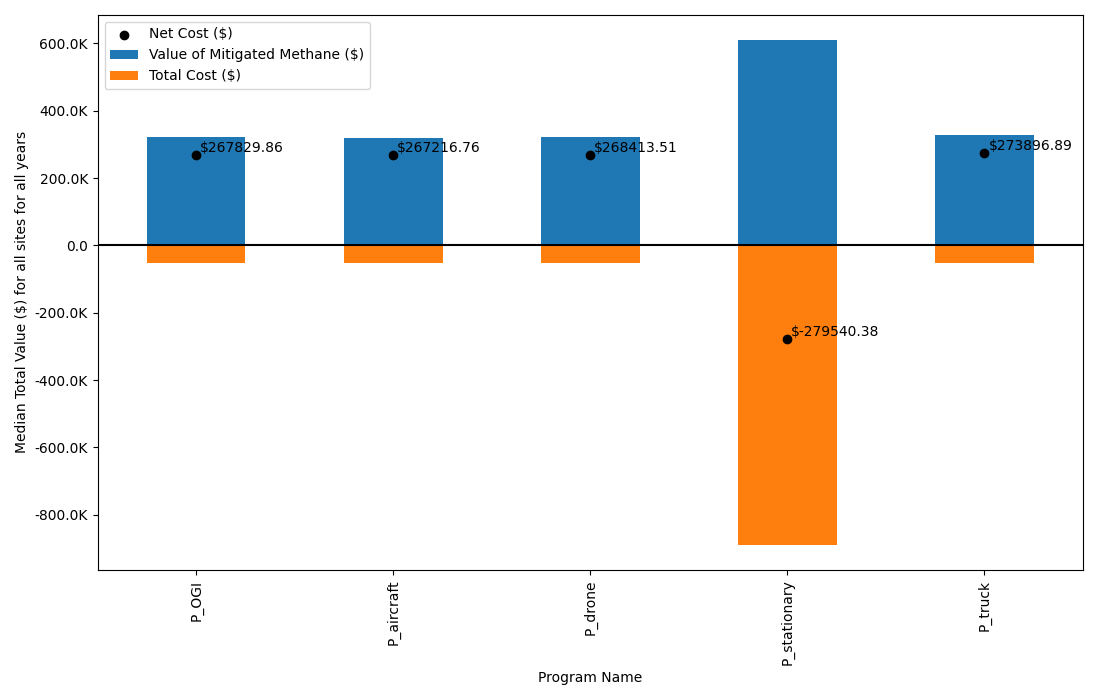 Net Cost ($)
Value of Mitigated Methane ($)
Total Cost ($)
Median Total Value ($) for all sites for all years
600.0K
400.0K
200.0K
0.0
-200.0K
-400.0K
-600.0K
-800.0K
$267829.86
$267216.76
$268413.51
$-279540.38
$273896.89
P_OGI
P_aircraft
P_drone
P_stationary
P_truck
Program Name